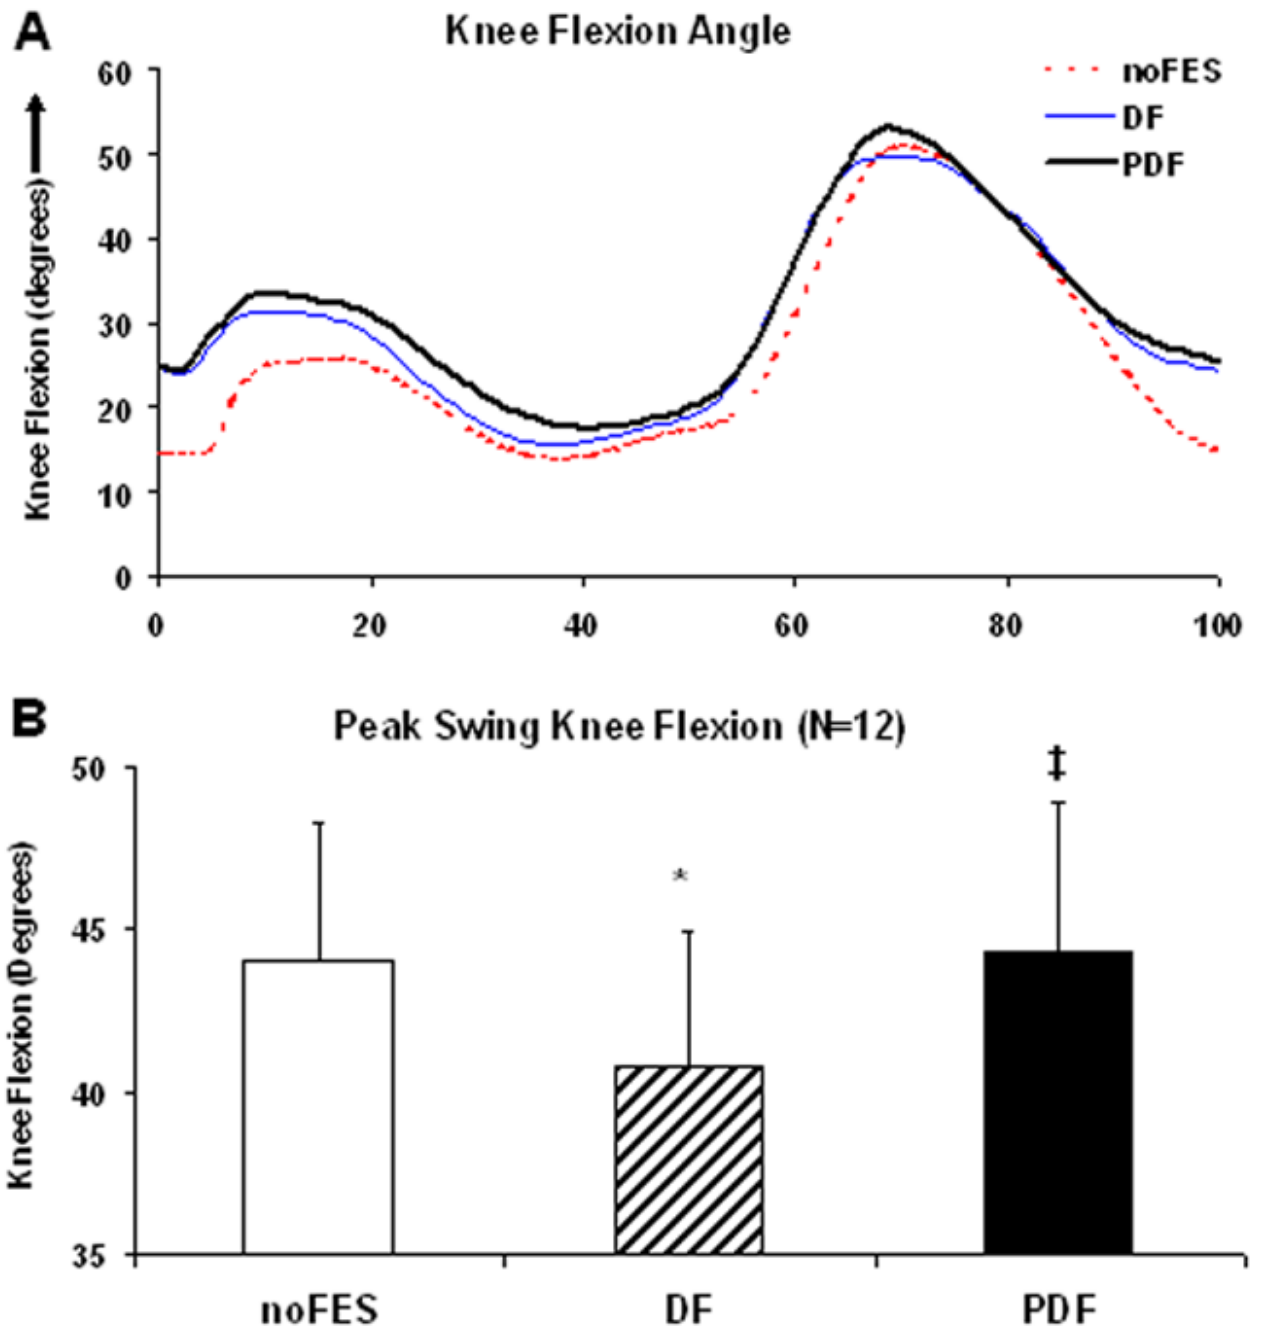 A
Knee Flexion Angle
noFES
DF
PDF
Knee Flexion (degrees)
60
50
40
30
20
10
0
0 20 40 60 80 100
B
Peak Swing Knee Flexion (N=12)
Knee Flexion (Degrees)
50
45
40
35
*
‡
noFES DF PDF